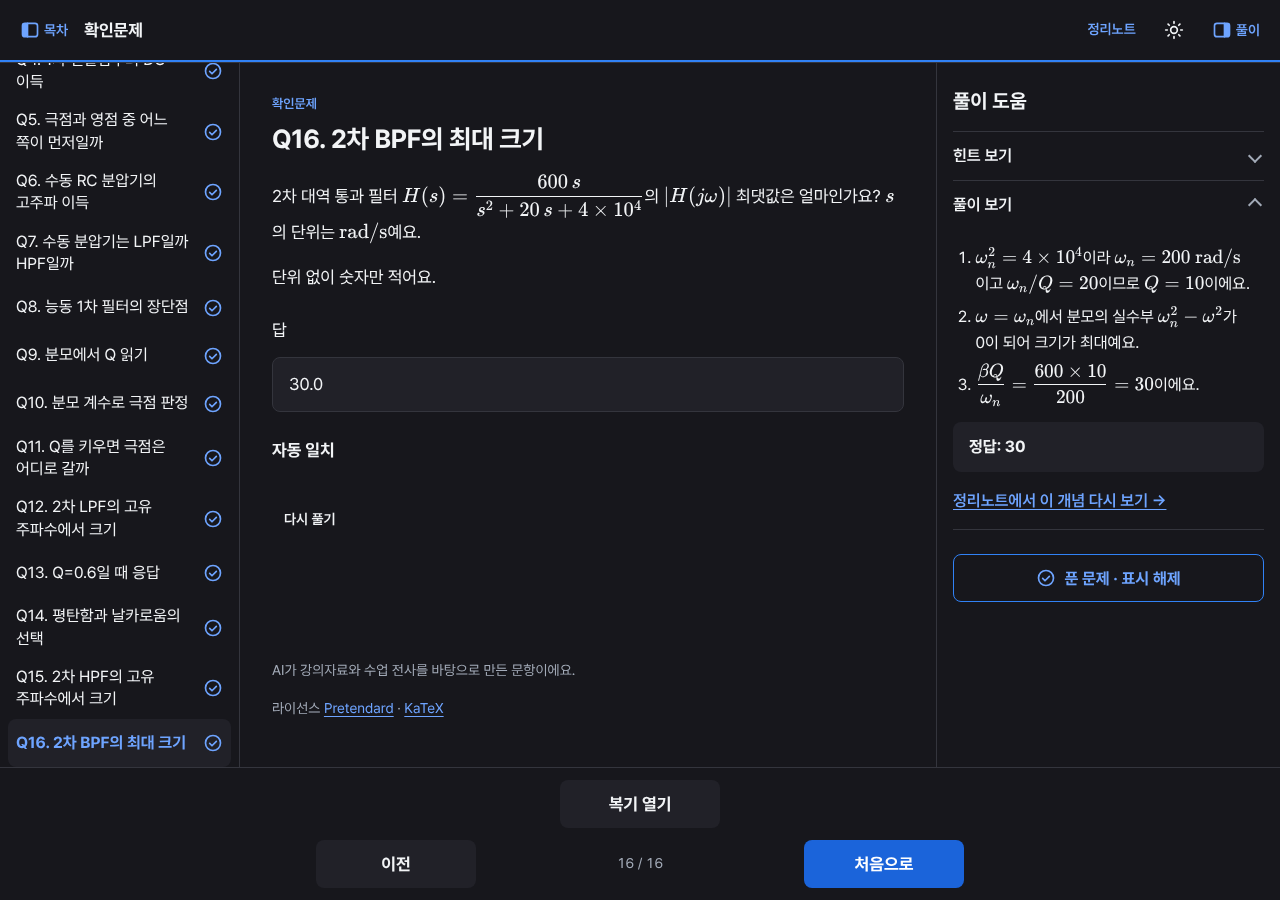 목차 확인문제 정리노트 풀이
이득
Q5. 극점과 영점 중 어느
쪽이 먼저일까
Q6. 수동 RC 분압기의
고주파 이득
Q7. 수동 분압기는 LPF일까
HPF일까
Q8. 능동 1차 필터의 장단점
Q9. 분모에서 Q 읽기
Q10. 분모 계수로 극점 판정
Q11. Q를 키우면 극점은
어디로 갈까
Q12. 2차 LPF의 고유
주파수에서 크기
Q13. Q=0.6일 때 응답
Q14. 평탄함과 날카로움의
선택
Q15. 2차 HPF의 고유
주파수에서 크기
Q16. 2차 BPF의 최대 크기
확인문제
Q16. 2차 BPF의 최대 크기
2차 대역 통과 필터 H(s) = 600 s / (s² + 20 s + 4 × 10⁴)의 |H(jω)| 최댓값은 얼마인가요? s
의 단위는 rad/s예요.
단위 없이 숫자만 적어요.
답
30.0
자동 일치
다시 풀기
AI가 강의자료와 수업 전사를 바탕으로 만든 문항이에요.
라이선스 Pretendard · KaTeX
풀이 도움
힌트 보기
풀이 보기
1. ωₙ² = 4 × 10⁴이라 ωₙ = 200 rad/s
이고 ωₙ/Q = 20이므로 Q = 10이에요.
2. ω = ωₙ에서 분모의 실수부 ωₙ² − ω²가
0이 되어 크기가 최대예요.
3. βQ/ωₙ = (600 × 10)/200 = 30이에요.
정답: 30
정리노트에서 이 개념 다시 보기 →
푼 문제 · 표시 해제
복기 열기
이전 16 / 16 처음으로